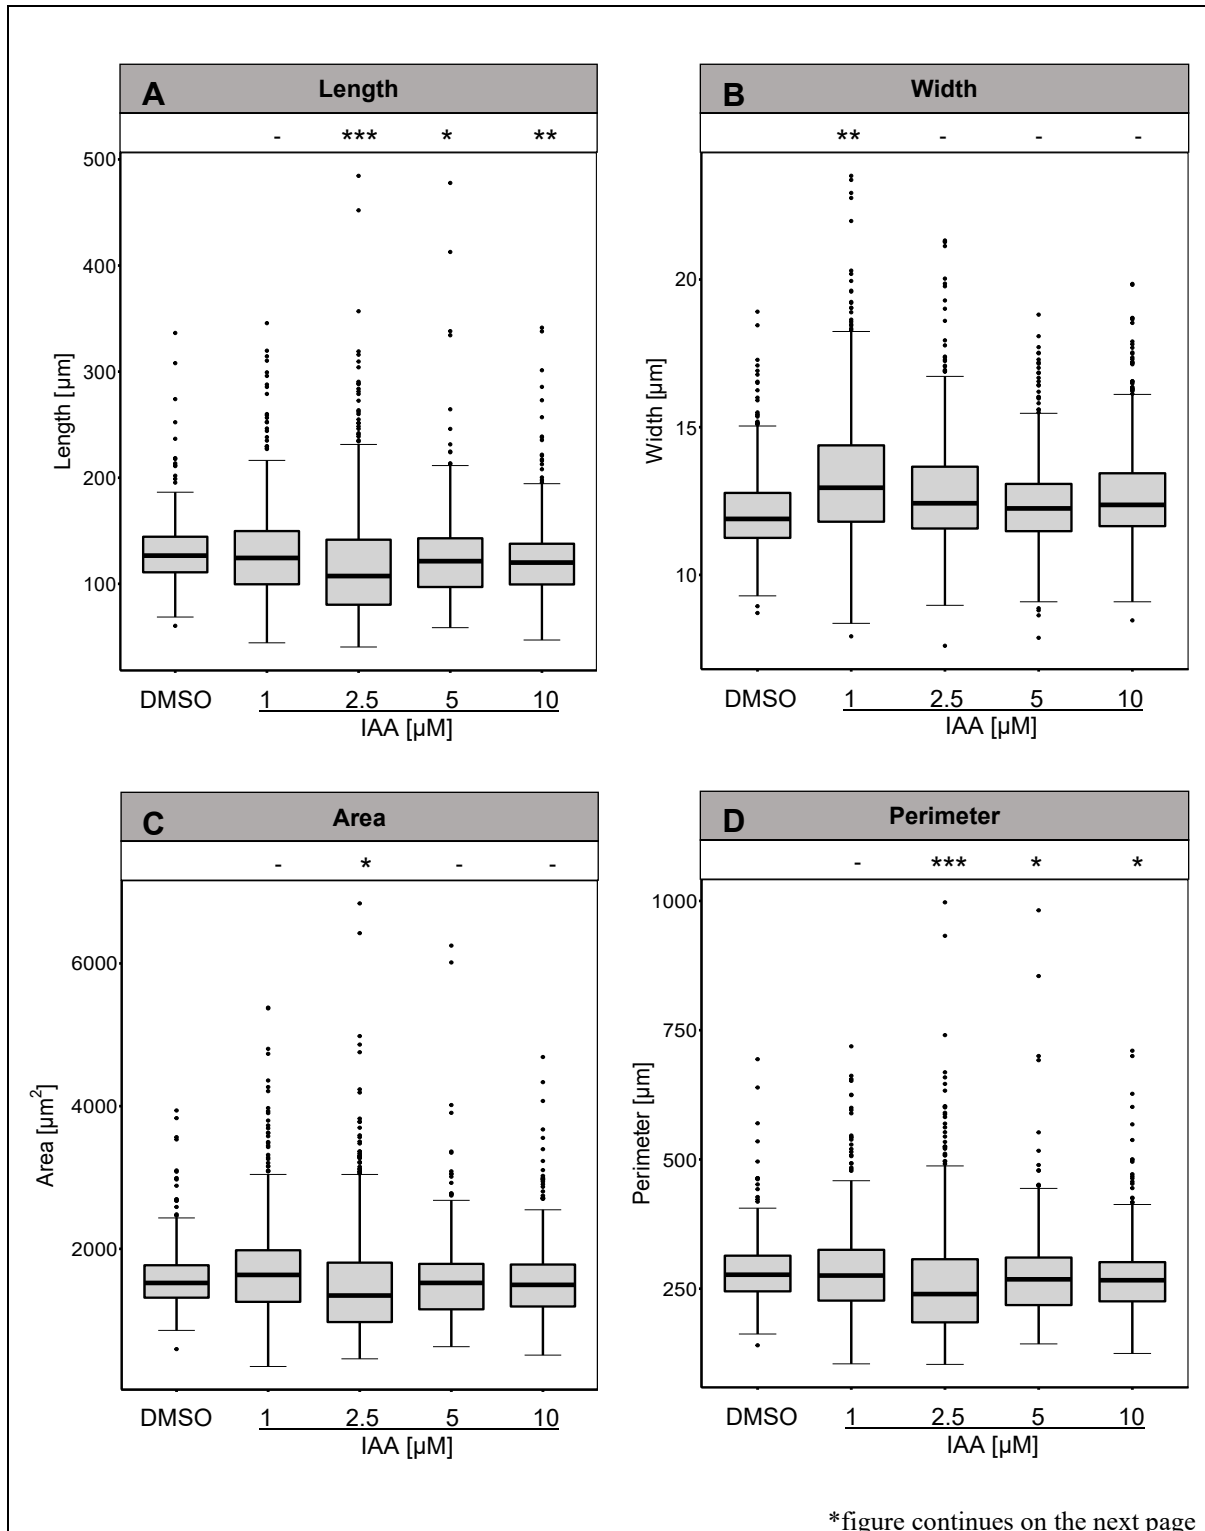 A Length
- *** * **
500
400
300
200
100
Length [µm]
DMSO 1 2.5 5 10
IAA [µM]
B Width
** - - -
20
15
10
Width [µm]
DMSO 1 2.5 5 10
IAA [µM]
C Area
- * - -
6000
4000
2000
Area [µm²]
DMSO 1 2.5 5 10
IAA [µM]
D Perimeter
- *** * *
1000
750
500
250
Perimeter [µm]
DMSO 1 2.5 5 10
IAA [µM]
*figure continues on the next page